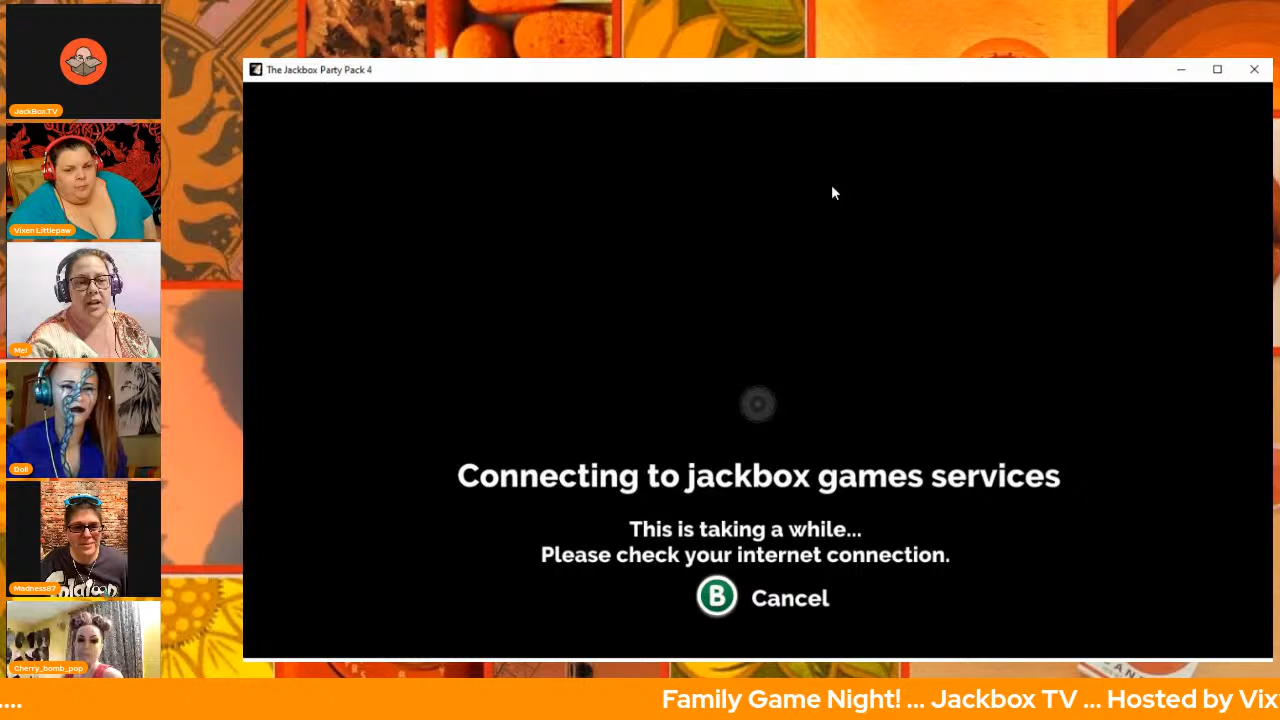 JackBox.TV
Vixen Littlepaw
Mel
Doll
Madness87
Cherry_bomb_pop
The Jackbox Party Pack 4
Connecting to jackbox games services
This is taking a while...
Please check your internet connection.
B Cancel
.... Family Game Night! ... Jackbox TV ... Hosted by Vix